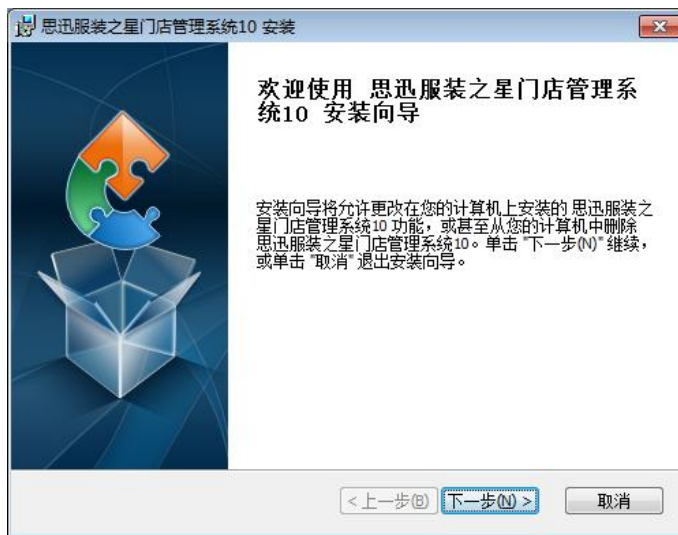 思迅服装之星门店管理系统10 安装
欢迎使用 思迅服装之星门店管理系
统10 安装向导
安装向导将允许更改在您的计算机上安装的 思迅服装之
星门店管理系统10 功能，或甚至从您的计算机中删除
思迅服装之星门店管理系统10。单击 "下一步(N)" 继续，
或单击 "取消" 退出安装向导。
< 上一步(B) 下一步(N) > 取消